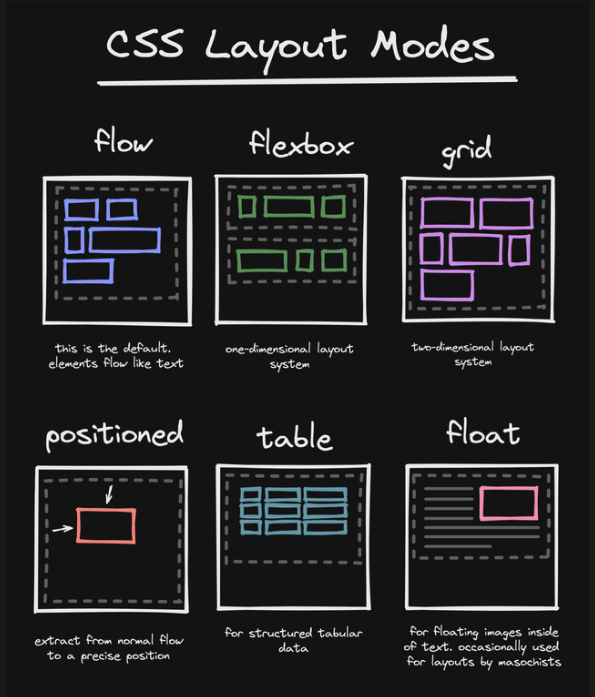 CSS Layout Modes
flow
flexbox
grid
this is the default.
elements flow like text
one-dimensional layout
system
two-dimensional layout
system
positioned
table
float
extract from normal flow
to a precise position
for structured tabular
data
for floating images inside
of text. occasionally used
for layouts by masochists